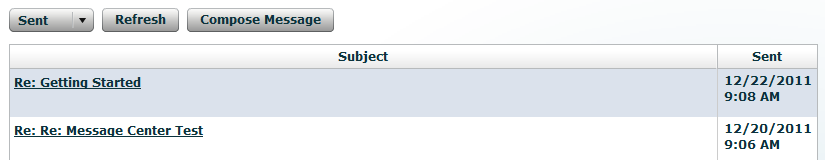 Sent Refresh Compose Message
Subject Sent
Re: Getting Started 12/22/2011
9:08 AM
Re: Re: Message Center Test 12/20/2011
9:06 AM